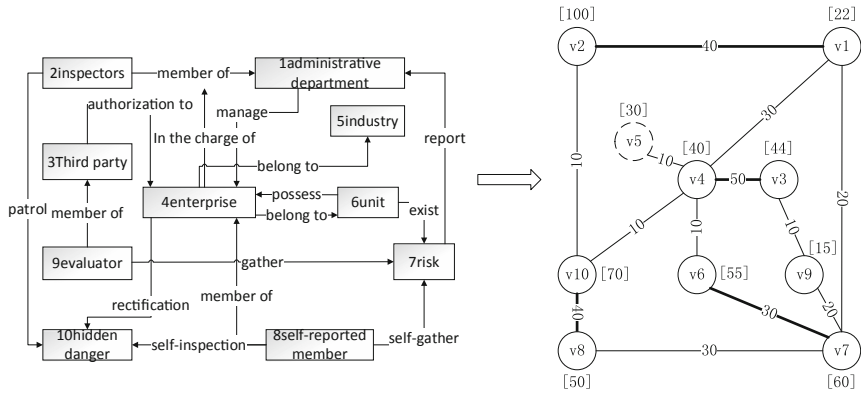 2inspectors
member of
1administrative
department
authorization to
manage
In the charge of
5industry
report
3Third party
belong to
patrol
member of
4enterprise
possess
belong to
6unit
exist
9evaluator
gather
7risk
rectification
member of
10hidden
danger
self-inspection
8self-reported
member
self-gather
[100]
[22]
v2
40
v1
[30]
30
v5
10
[40]
[44]
10
v4
50
v3
20
10
10
10
[15]
v10
[70]
v6
[55]
v9
40
30
20
v8
30
v7
[50]
[60]